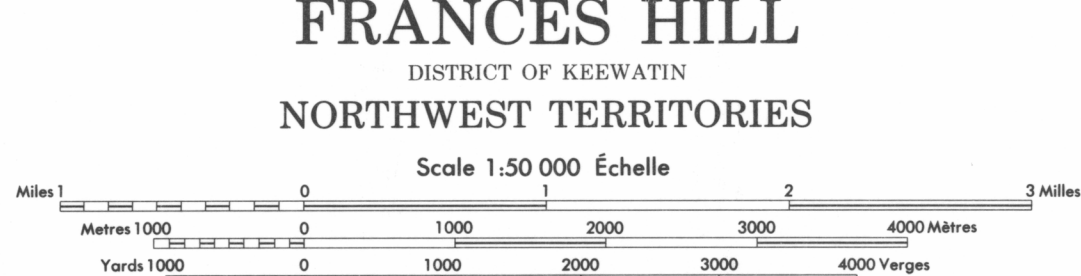 FRANCES HILL
DISTRICT OF KEEWATIN
NORTHWEST TERRITORIES
Scale 1:50 000 Échelle
Miles 1 0 1 2 3 Milles
Metres 1000 0 1000 2000 3000 4000 Mètres
Yards 1000 0 1000 2000 3000 4000 Verges